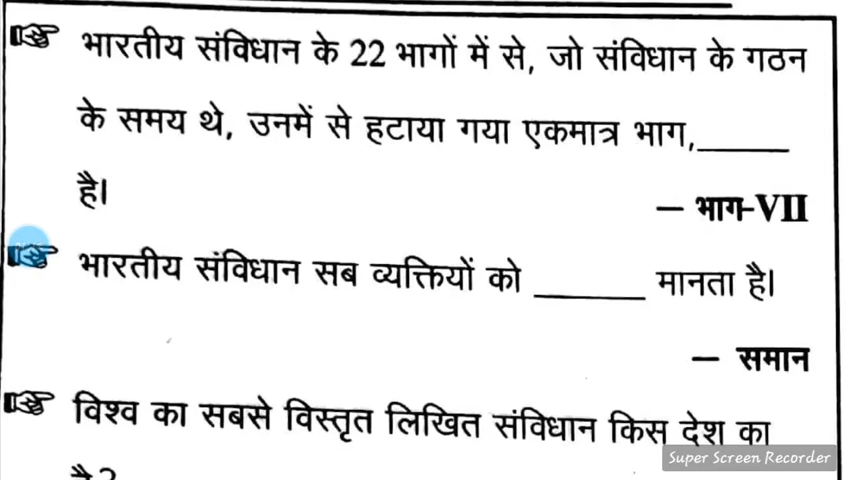 भारतीय संविधान के 22 भागों में से, जो संविधान के गठन
के समय थे, उनमें से हटाया गया एकमात्र भाग,______
है।
– भाग-VII
भारतीय संविधान सब व्यक्तियों को ______ मानता है।
– समान
विश्व का सबसे विस्तृत लिखित संविधान किस देश का
है?
Super Screen Recorder